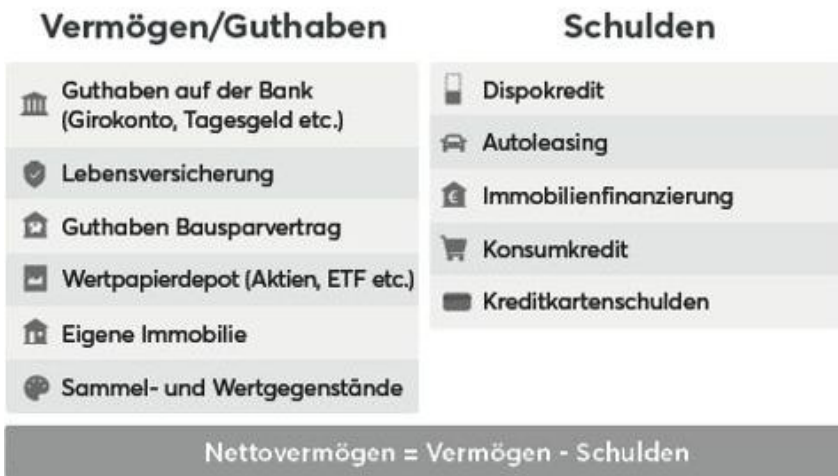 Vermögen/Guthaben
Guthaben auf der Bank
(Girokonto, Tagesgeld etc.)
Lebensversicherung
Guthaben Bausparvertrag
Wertpapierdepot (Aktien, ETF etc.)
Eigene Immobilie
Sammel- und Wertgegenstände
Schulden
Dispokredit
Autoleasing
€
Immobilienfinanzierung
Konsumkredit
Kreditkartenschulden
Nettovermögen = Vermögen - Schulden